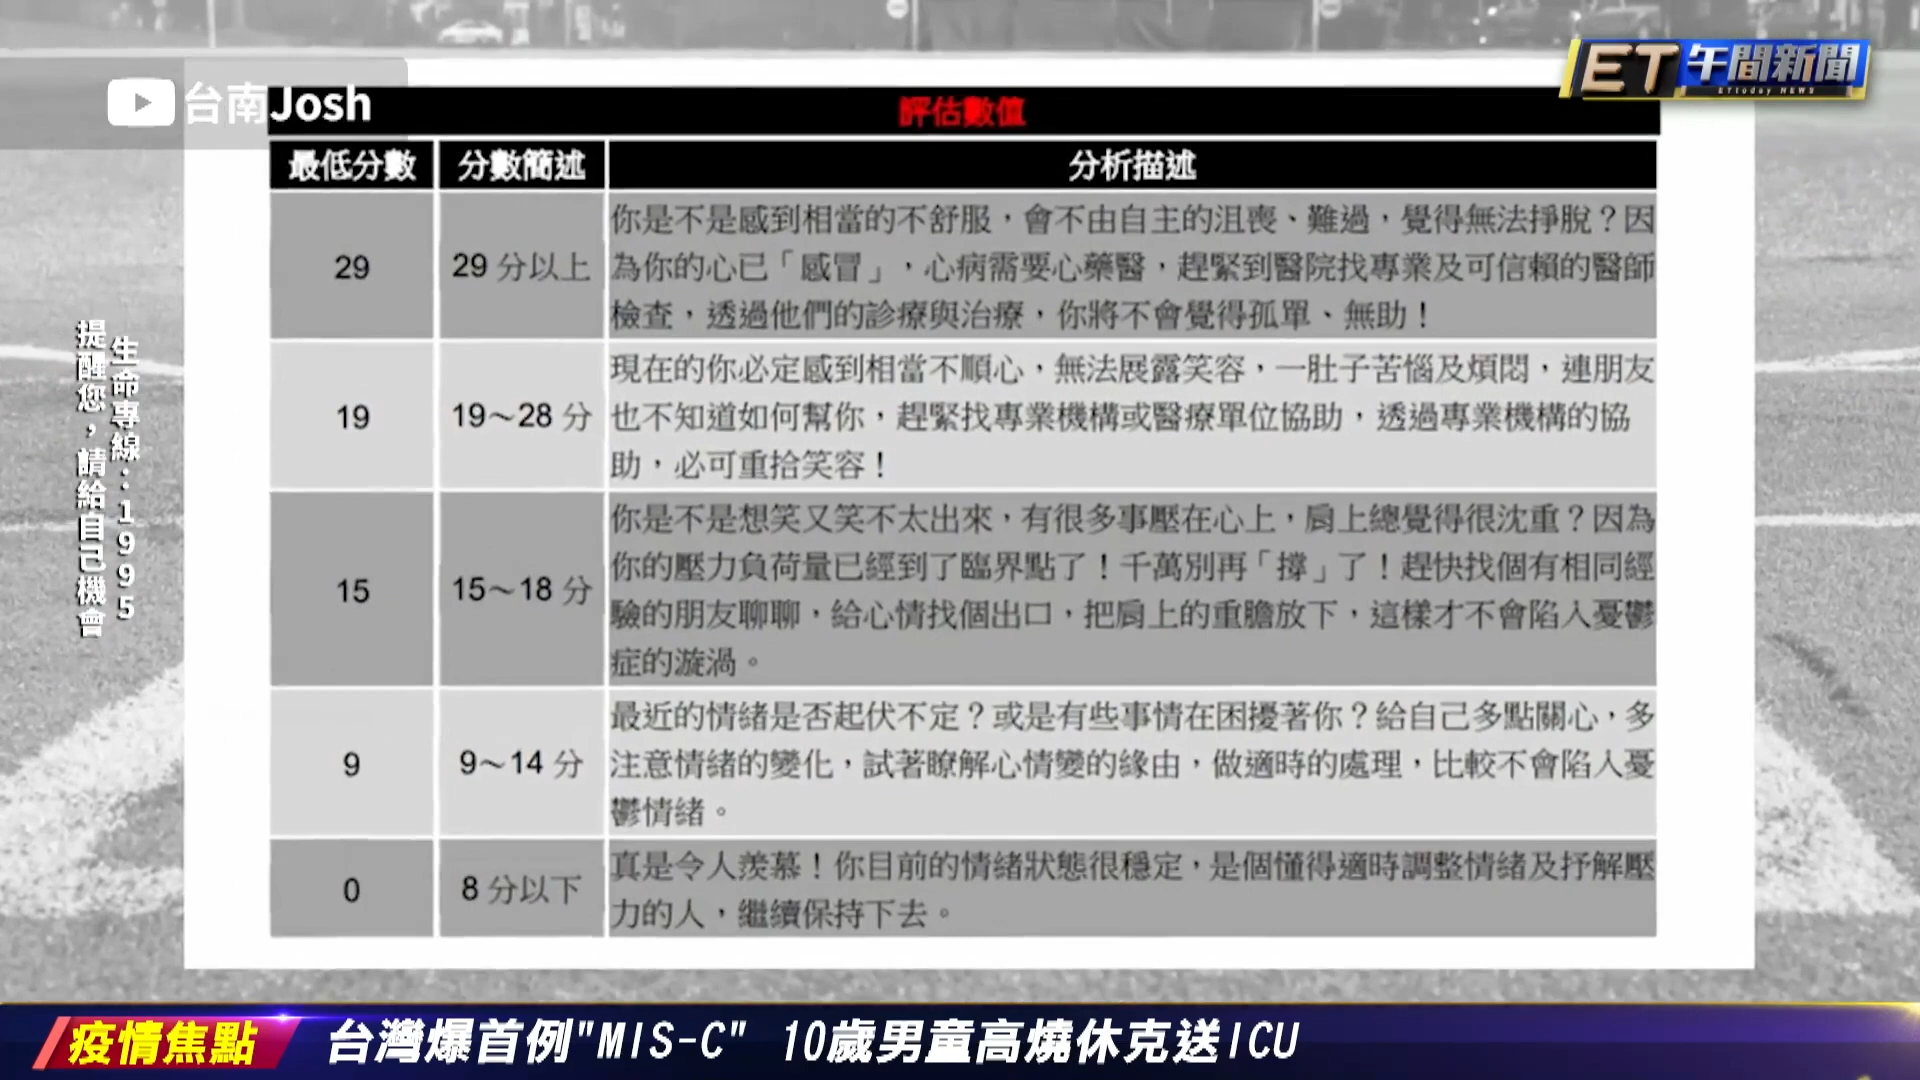 台南Josh
ET午間新聞
ETtoday NEWS
評估數值
最低分數
分數簡述
分析描述
29
29 分以上
你是不是感到相當的不舒服，會不由自主的沮喪、難過，覺得無法掙脫？因
為你的心已「感冒」，心病需要心藥醫，趕緊到醫院找專業及可信賴的醫師
檢查，透過他們的診療與治療，你將不會覺得孤單、無助！
19
19～28 分
現在的你必定感到相當不順心，無法展露笑容，一肚子苦惱及煩悶，連朋友
也不知道如何幫你，趕緊找專業機構或醫療單位協助，透過專業機構的協
助，必可重拾笑容！
15
15～18 分
你是不是想笑又笑不太出來，有很多事壓在心上，肩上總覺得很沈重？因為
你的壓力負荷量已經到了臨界點了！千萬別再「撐」了！趕快找個有相同經
驗的朋友聊聊，給心情找個出口，把肩上的重膽放下，這樣才不會陷入憂鬱
症的漩渦。
9
9～14 分
最近的情緒是否起伏不定？或是有些事情在困擾著你？給自己多點關心，多
注意情緒的變化，試著瞭解心情變的緣由，做適時的處理，比較不會陷入憂
鬱情緒。
0
8 分以下
真是令人羨慕！你目前的情緒狀態很穩定，是個懂得適時調整情緒及抒解壓
力的人，繼續保持下去。
生命專線：1995
提醒您，請給自己機會
疫情焦點
台灣爆首例"MIS-C" 10歲男童高燒休克送ICU